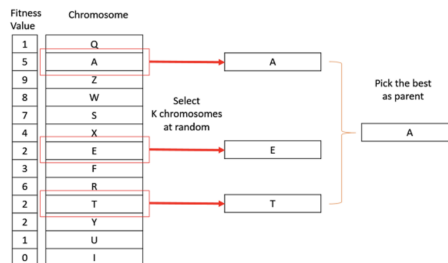 Fitness
Value
Chromosome
1 Q
5 A
9 Z
8 W
7 S
4 X
2 E
3 F
6 R
2 T
2 Y
1 U
0 I
Select
K chromosomes
at random
A
E
T
Pick the best
as parent
A